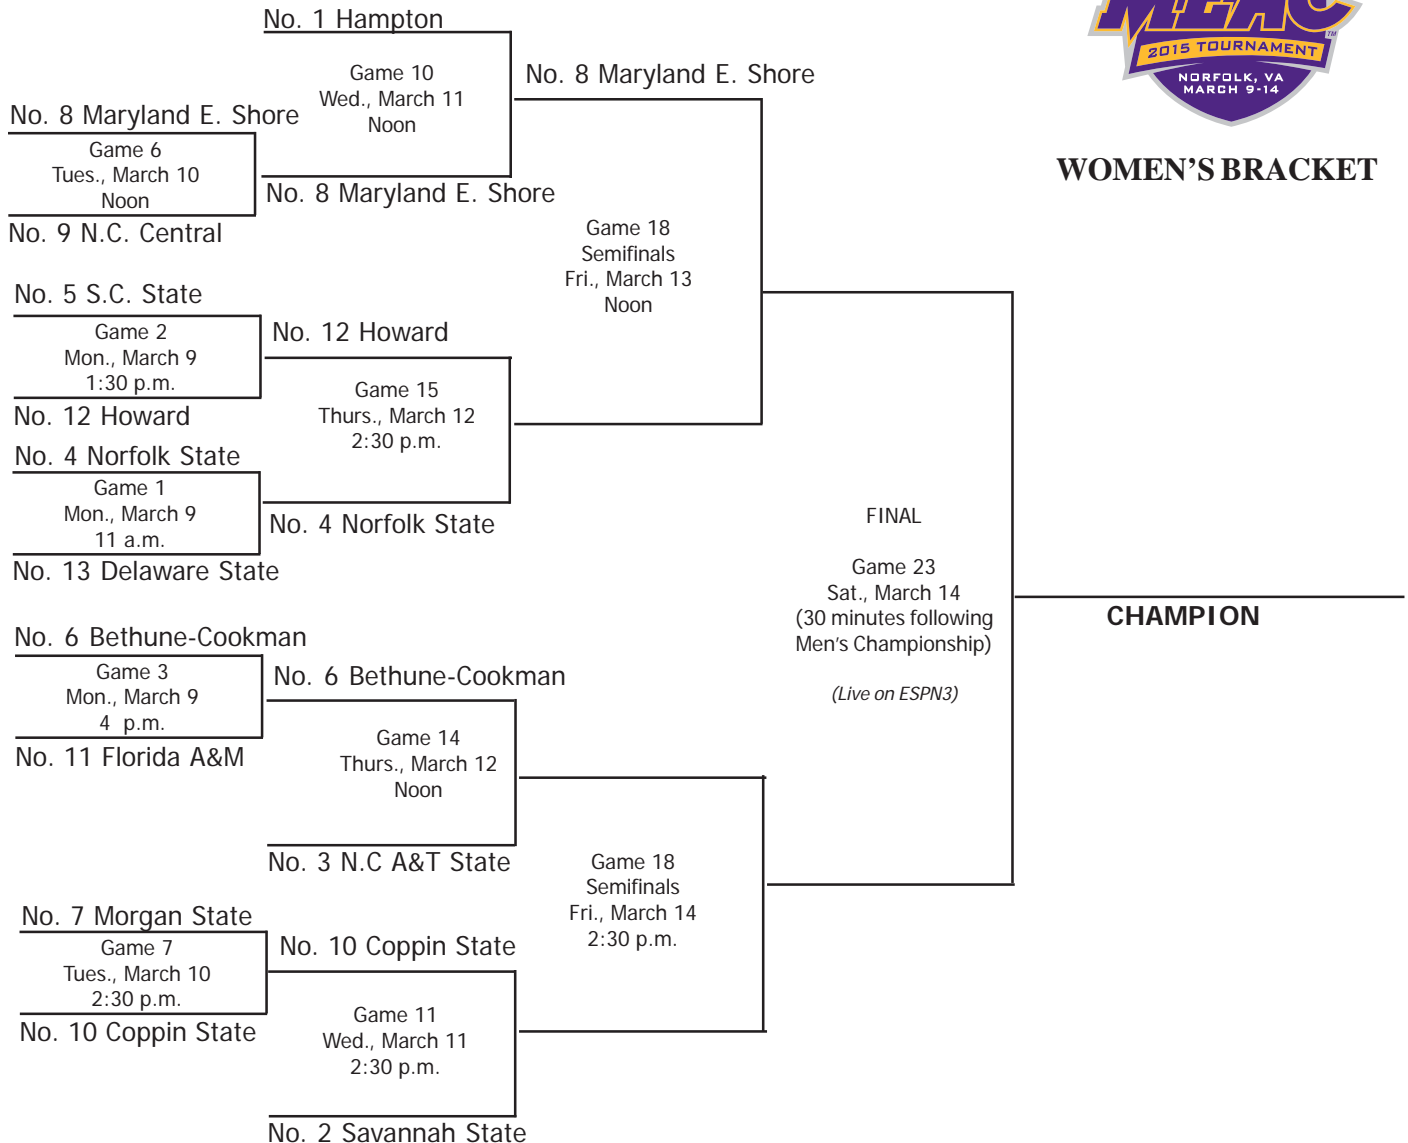 MEAC
TM
2015 TOURNAMENT
NORFOLK, VA
MARCH 9-14
WOMEN'S BRACKET
No. 1 Hampton
Game 10
Wed., March 11
Noon
No. 8 Maryland E. Shore
No. 8 Maryland E. Shore
Game 6
Tues., March 10
Noon
No. 9 N.C. Central
No. 8 Maryland E. Shore
Game 18
Semifinals
Fri., March 13
Noon
No. 5 S.C. State
Game 2
Mon., March 9
1:30 p.m.
No. 12 Howard
No. 12 Howard
Game 15
Thurs., March 12
2:30 p.m.
No. 4 Norfolk State
Game 1
Mon., March 9
11 a.m.
No. 13 Delaware State
No. 4 Norfolk State
FINAL
Game 23
Sat., March 14
(30 minutes following
Men's Championship)
(Live on ESPN3)
CHAMPION
No. 6 Bethune-Cookman
Game 3
Mon., March 9
4 p.m.
No. 11 Florida A&M
No. 6 Bethune-Cookman
Game 14
Thurs., March 12
Noon
No. 3 N.C A&T State
Game 18
Semifinals
Fri., March 14
2:30 p.m.
No. 7 Morgan State
Game 7
Tues., March 10
2:30 p.m.
No. 10 Coppin State
No. 10 Coppin State
Game 11
Wed., March 11
2:30 p.m.
No. 2 Savannah State